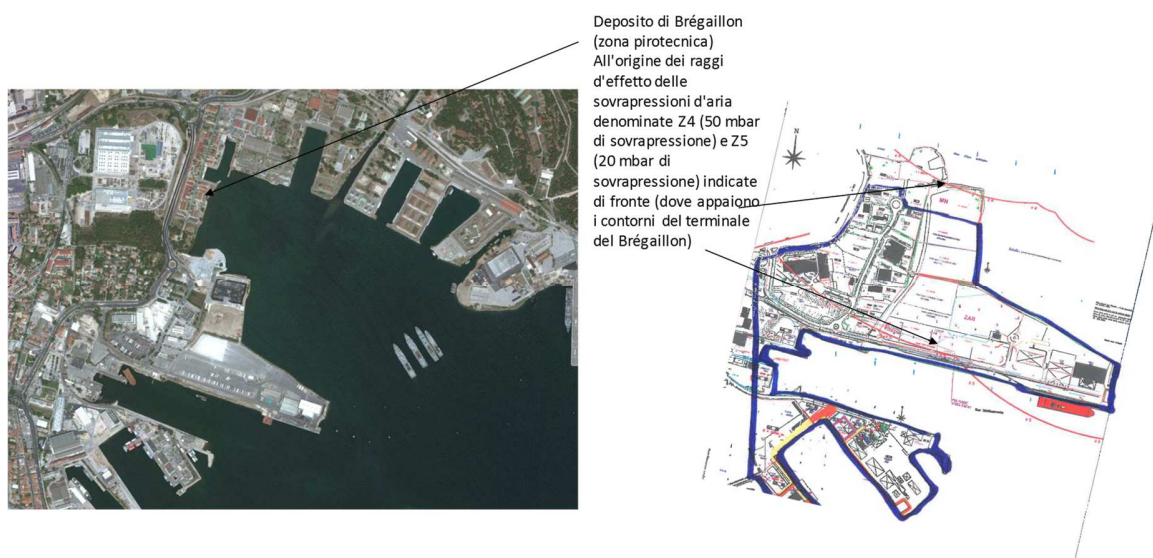 Deposito di Brégaillon
(zona pirotecnica)
All'origine dei raggi
d'effetto delle
sovrapressioni d'aria
denominate Z4 (50 mbar
di sovrapressione) e Z5
(20 mbar di
sovrapressione) indicate
di fronte (dove appaiono
i contorni del terminale
del Brégaillon)
N
MN
ZAR